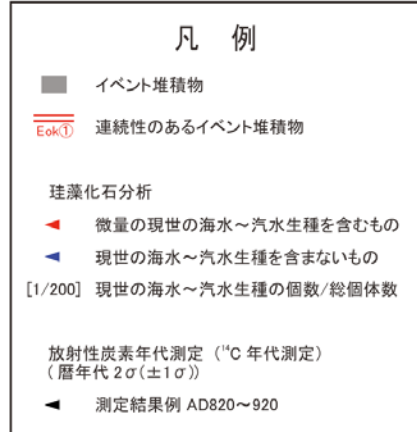 凡 例
イベント堆積物
Eok① 連続性のあるイベント堆積物
珪藻化石分析
微量の現世の海水～汽水生種を含むもの
現世の海水～汽水生種を含まないもの
[1/200] 現世の海水～汽水生種の個数/総個体数
放射性炭素年代測定 (¹⁴C 年代測定)
(暦年代 2σ(±1σ))
測定結果例 AD820～920